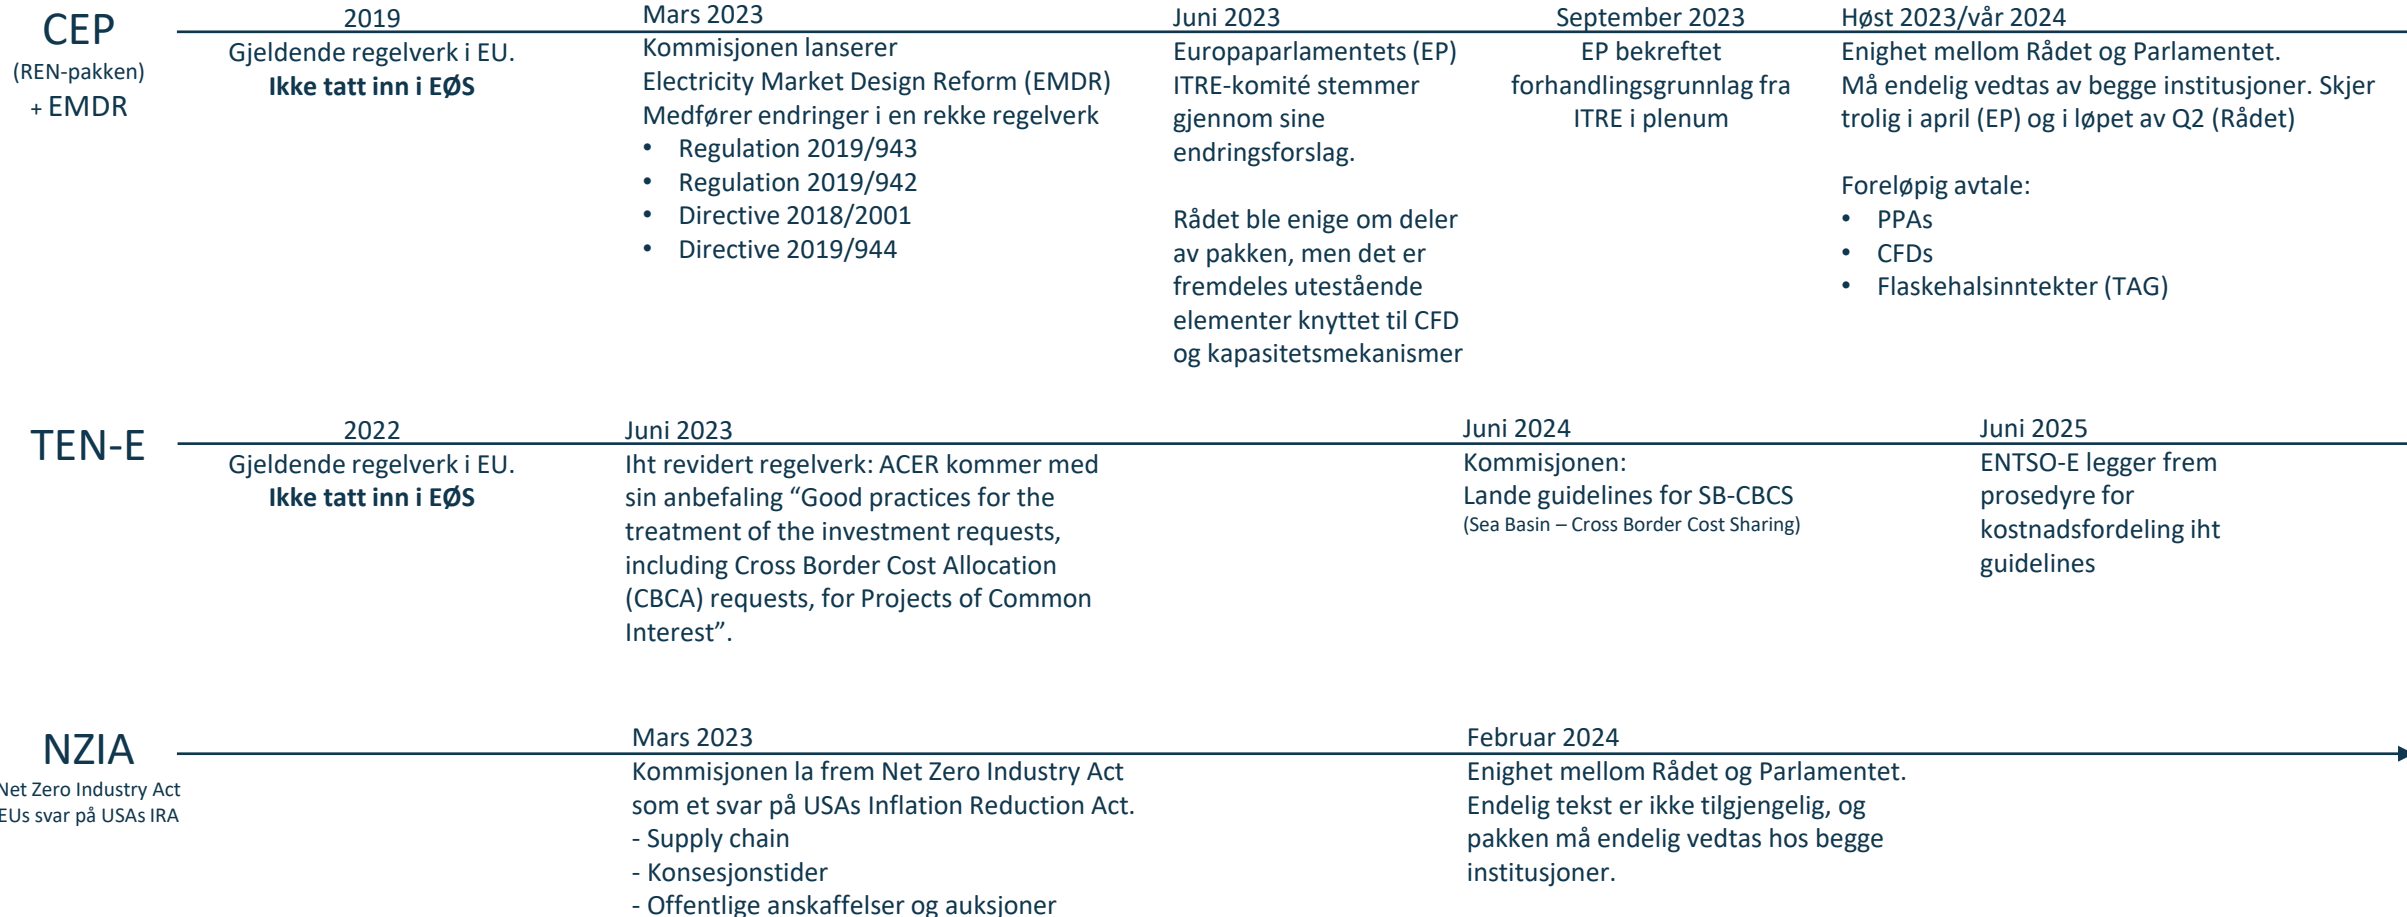 CEP
(REN-pakken)
+ EMDR
2019
Gjeldende regelverk i EU.
Ikke tatt inn i EØS
Mars 2023
Kommisjonen lanserer
Electricity Market Design Reform (EMDR)
Medfører endringer i en rekke regelverk
• Regulation 2019/943
• Regulation 2019/942
• Directive 2018/2001
• Directive 2019/944
Juni 2023
Europaparlamentets (EP)
ITRE-komité stemmer
gjennom sine
endringsforslag.
Rådet ble enige om deler
av pakken, men det er
fremdeles utestående
elementer knyttet til CFD
og kapasitetsmekanismer
September 2023
EP bekreftet
forhandlingsgrunnlag fra
ITRE i plenum
Høst 2023/vår 2024
Enighet mellom Rådet og Parlamentet.
Må endelig vedtas av begge institusjoner. Skjer
trolig i april (EP) og i løpet av Q2 (Rådet)
Foreløpig avtale:
• PPAs
• CFDs
• Flaskehalsinntekter (TAG)
TEN-E
2022
Gjeldende regelverk i EU.
Ikke tatt inn i EØS
Juni 2023
Iht revidert regelverk: ACER kommer med
sin anbefaling “Good practices for the
treatment of the investment requests,
including Cross Border Cost Allocation
(CBCA) requests, for Projects of Common
Interest”.
Juni 2024
Kommisjonen:
Lande guidelines for SB-CBCS
(Sea Basin – Cross Border Cost Sharing)
Juni 2025
ENTSO-E legger frem
prosedyre for
kostnadsfordeling iht
guidelines
NZIA
Net Zero Industry Act
EUs svar på USAs IRA
Mars 2023
Kommisjonen la frem Net Zero Industry Act
som et svar på USAs Inflation Reduction Act.
- Supply chain
- Konsesjonstider
- Offentlige anskaffelser og auksjoner
Februar 2024
Enighet mellom Rådet og Parlamentet.
Endelig tekst er ikke tilgjengelig, og
pakken må endelig vedtas hos begge
institusjoner.